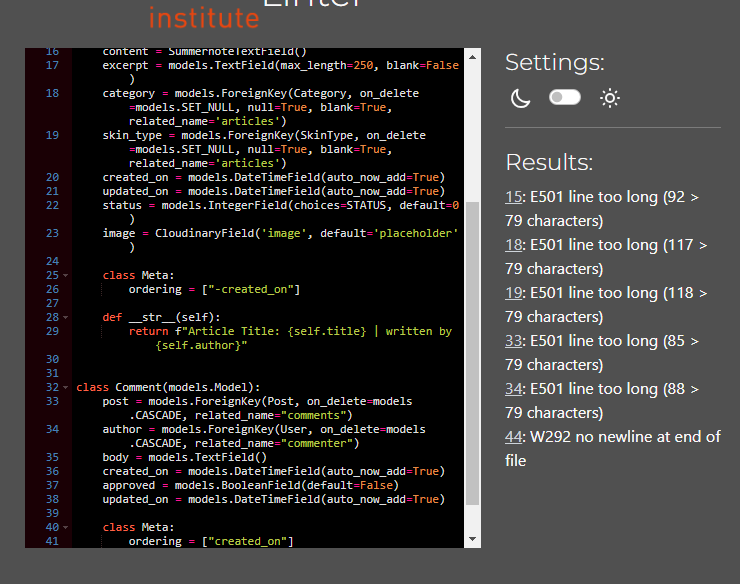 Linter
institute
16 content = SummernoteTextField()
17 excerpt = models.TextField(max_length=250, blank=False
)
18 category = models.ForeignKey(Category, on_delete
=models.SET_NULL, null=True, blank=True,
related_name='articles')
19 skin_type = models.ForeignKey(SkinType, on_delete
=models.SET_NULL, null=True, blank=True,
related_name='articles')
20 created_on = models.DateTimeField(auto_now_add=True)
21 updated_on = models.DateTimeField(auto_now_add=True)
22 status = models.IntegerField(choices=STATUS, default=0
)
23 image = CloudinaryField('image', default='placeholder'
)
24
25 class Meta:
26 ordering = ["-created_on"]
27
28 def __str__(self):
29 return f"Article Title: {self.title} | written by
{self.author}"
30
31
32 class Comment(models.Model):
33 post = models.ForeignKey(Post, on_delete=models
.CASCADE, related_name="comments")
34 author = models.ForeignKey(User, on_delete=models
.CASCADE, related_name="commenter")
35 body = models.TextField()
36 created_on = models.DateTimeField(auto_now_add=True)
37 approved = models.BooleanField(default=False)
38 updated_on = models.DateTimeField(auto_now_add=True)
39
40 class Meta:
41 ordering = ["created_on"]
Settings:
Results:
15: E501 line too long (92 >
79 characters)
18: E501 line too long (117 >
79 characters)
19: E501 line too long (118 >
79 characters)
33: E501 line too long (85 >
79 characters)
34: E501 line too long (88 >
79 characters)
44: W292 no newline at end of
file